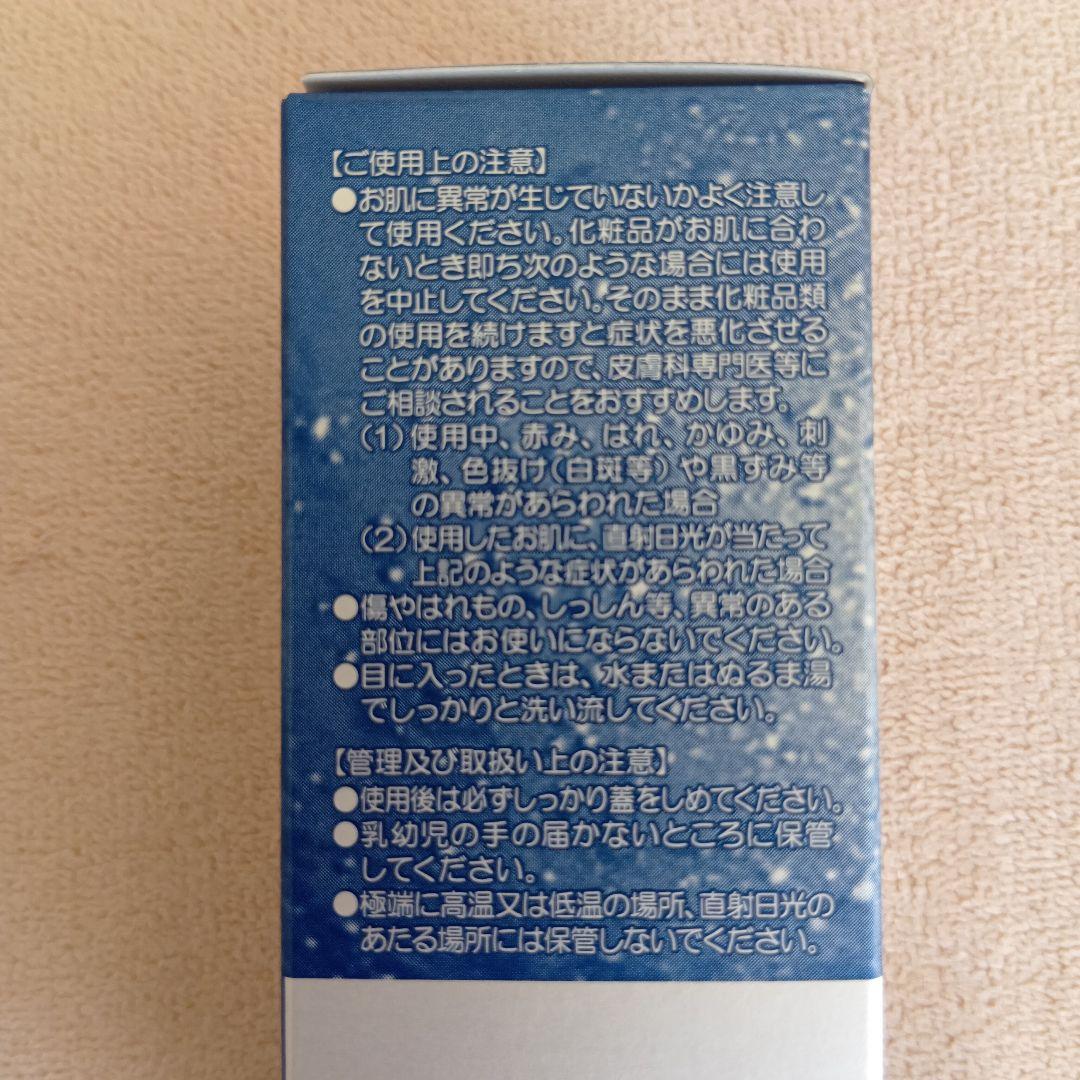 【ご使用上の注意】
●お肌に異常が生じていないかよく注意し
て使用ください。化粧品がお肌に合わ
ないとき即ち次のような場合には使用
を中止してください。そのまま化粧品類
の使用を続けますと症状を悪化させる
ことがありますので、皮膚科専門医等に
ご相談されることをおすすめします。
(1)使用中、赤み、はれ、かゆみ、刺
激、色抜け(白斑等)や黒ずみ等
の異常があらわれた場合
(2)使用したお肌に、直射日光が当たって
上記のような症状があらわれた場合
●傷やはれもの、しっしん等、異常のある
部位にはお使いにならないでください。
●目に入ったときは、水またはぬるま湯
でしっかりと洗い流してください。
【管理及び取扱い上の注意】
●使用後は必ずしっかり蓋をしめてください。
●乳幼児の手の届かないところに保管
してください。
●極端に高温又は低温の場所、直射日光の
あたる場所には保管しないでください。